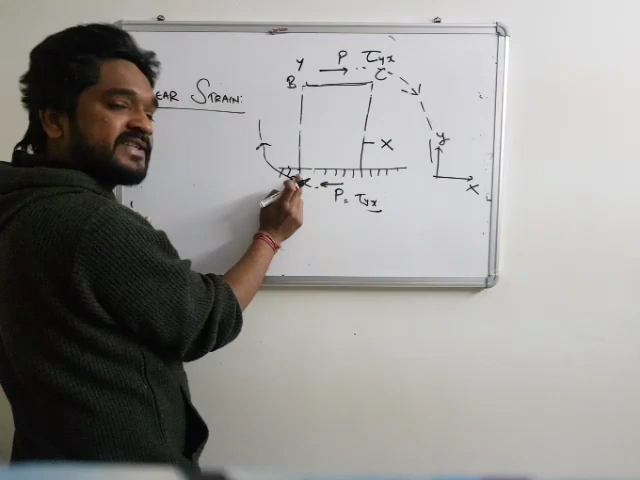 EAR STRAIN:
Y P τyx
B C
X
y
X
P = τyx